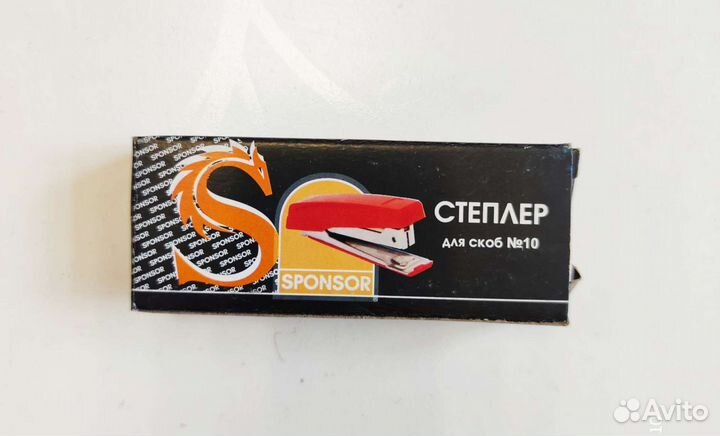 SPONSOR
СТЕПЛЕР
для скоб №10
SPONSOR
Avito